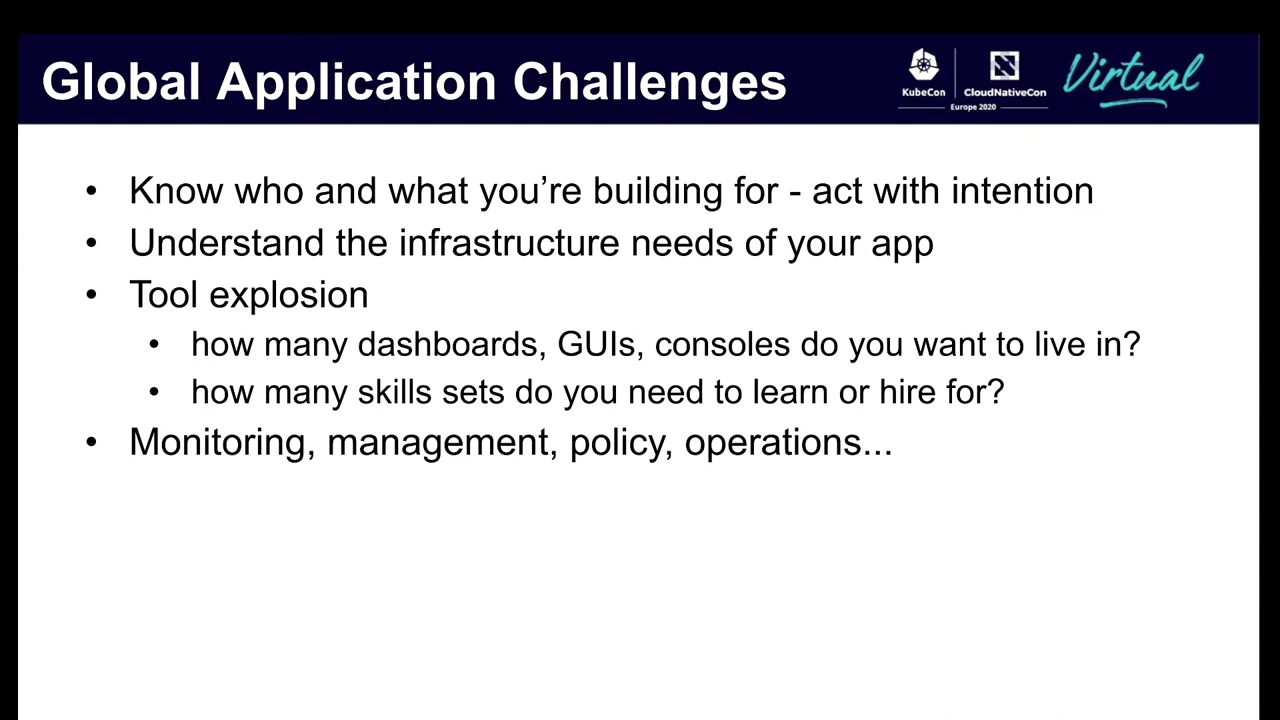 Global Application Challenges
KubeCon
CloudNativeCon
Europe 2020
Virtual
• Know who and what you’re building for - act with intention
• Understand the infrastructure needs of your app
• Tool explosion
• how many dashboards, GUIs, consoles do you want to live in?
• how many skills sets do you need to learn or hire for?
• Monitoring, management, policy, operations...